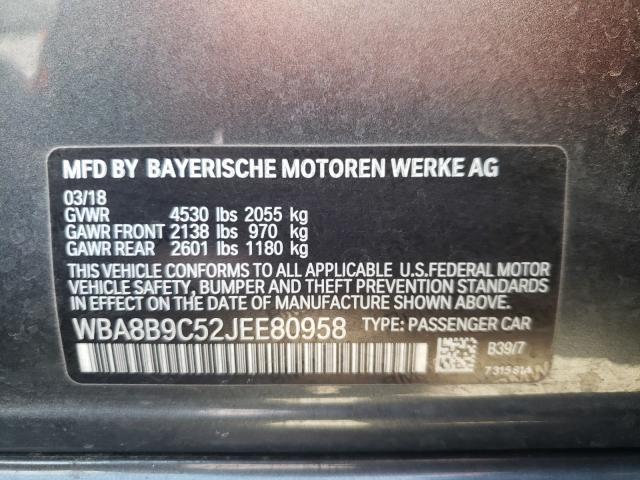 MFD BY BAYERISCHE MOTOREN WERKE AG
03/18
GVWR 4530 lbs 2055 kg
GAWR FRONT 2138 lbs 970 kg
GAWR REAR 2601 lbs 1180 kg
THIS VEHICLE CONFORMS TO ALL APPLICABLE U.S.FEDERAL MOTOR
VEHICLE SAFETY, BUMPER AND THEFT PREVENTION STANDARDS IN
EFFECT ON THE DATE OF MANUFACTURE SHOWN ABOVE.
WBA8B9C52JEE80958 TYPE: PASSENGER CAR
B39/7